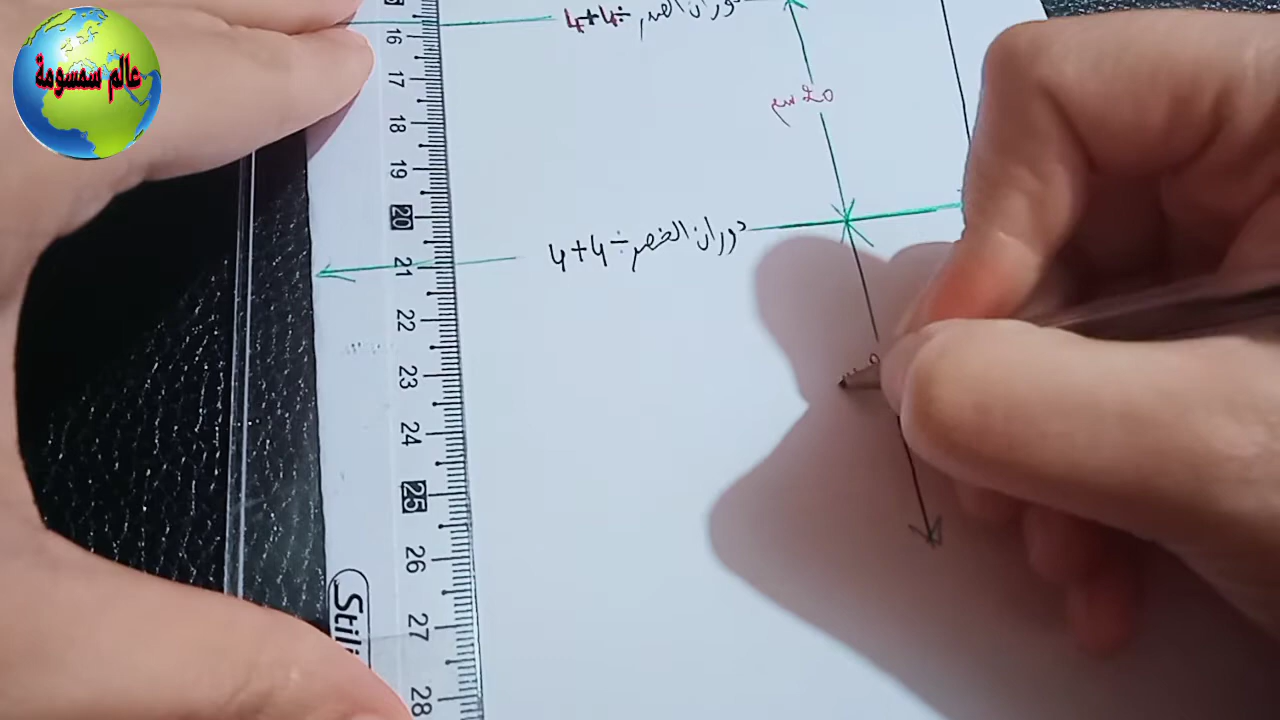 عالم سمسومة
دوران الصدر ÷4+4
20 سم
دوران الخصر ÷4+4
16
17
18
19
20
21
22
23
24
25
26
27
28
Stil